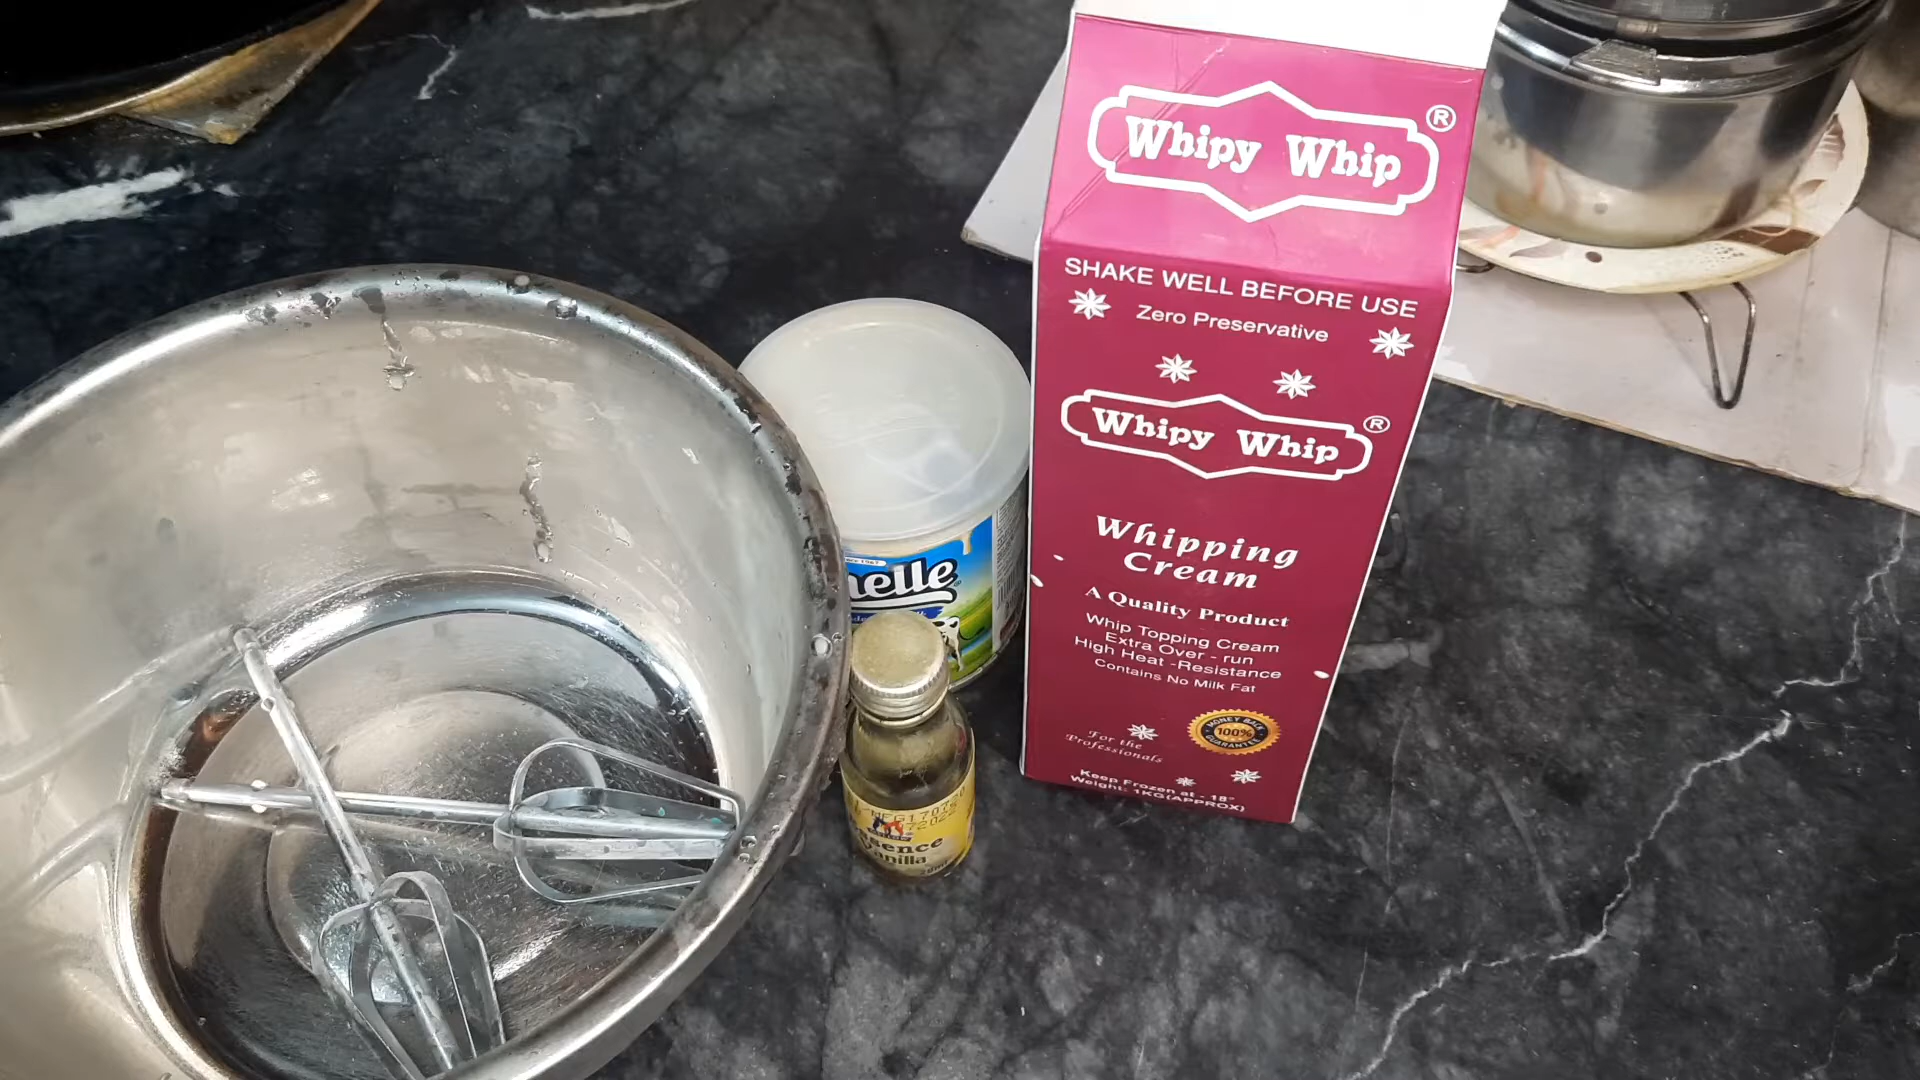 Whipy Whip ®
SHAKE WELL BEFORE USE
Zero Preservative
Whipy Whip ®
Whipping
Cream
A Quality Product
Whip Topping Cream
Extra Over - run
High Heat -Resistance
Contains No Milk Fat
MONEY BACK
100%
GUARANTEE
For the
Professionals
Keep Frozen at - 18°
Weight: 1KG(APPROX)
nelle
ssence
anilla